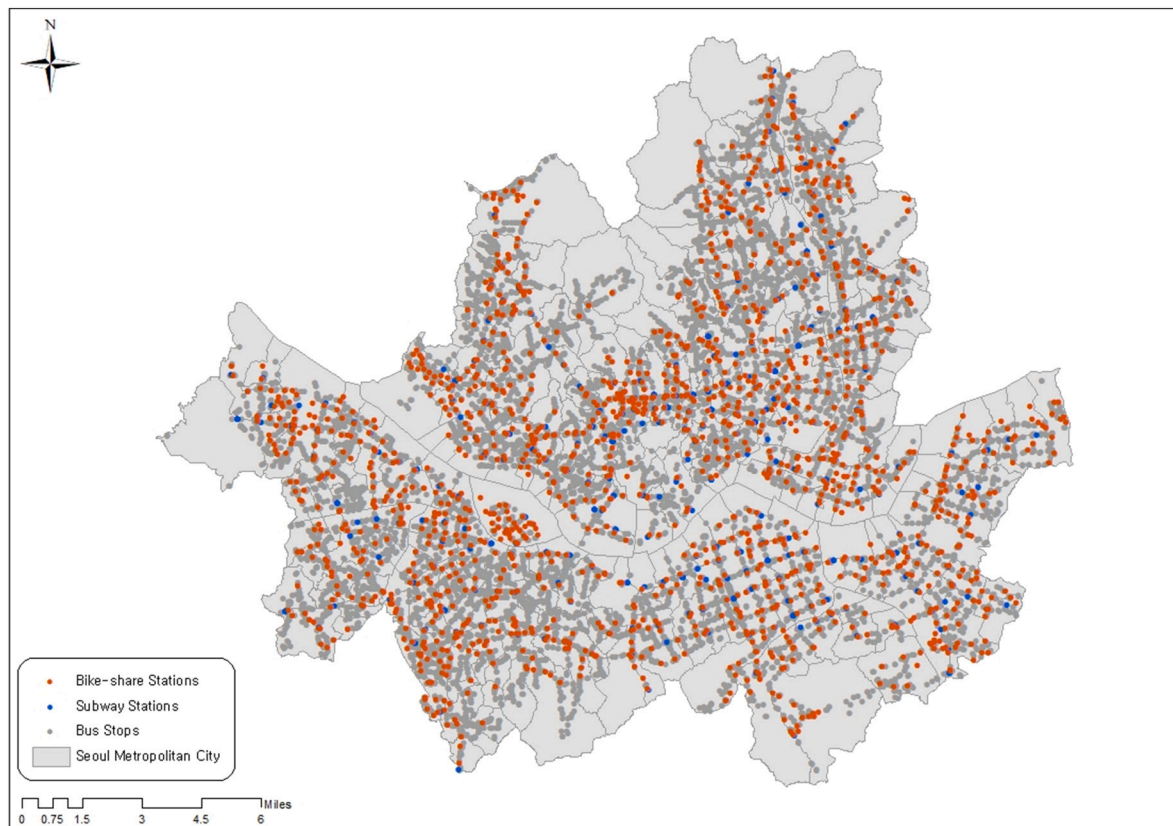 N
Bike-share Stations
Subway Stations
Bus Stops
Seoul Metropolitan City
Miles
0 0.75 1.5 3 4.5 6